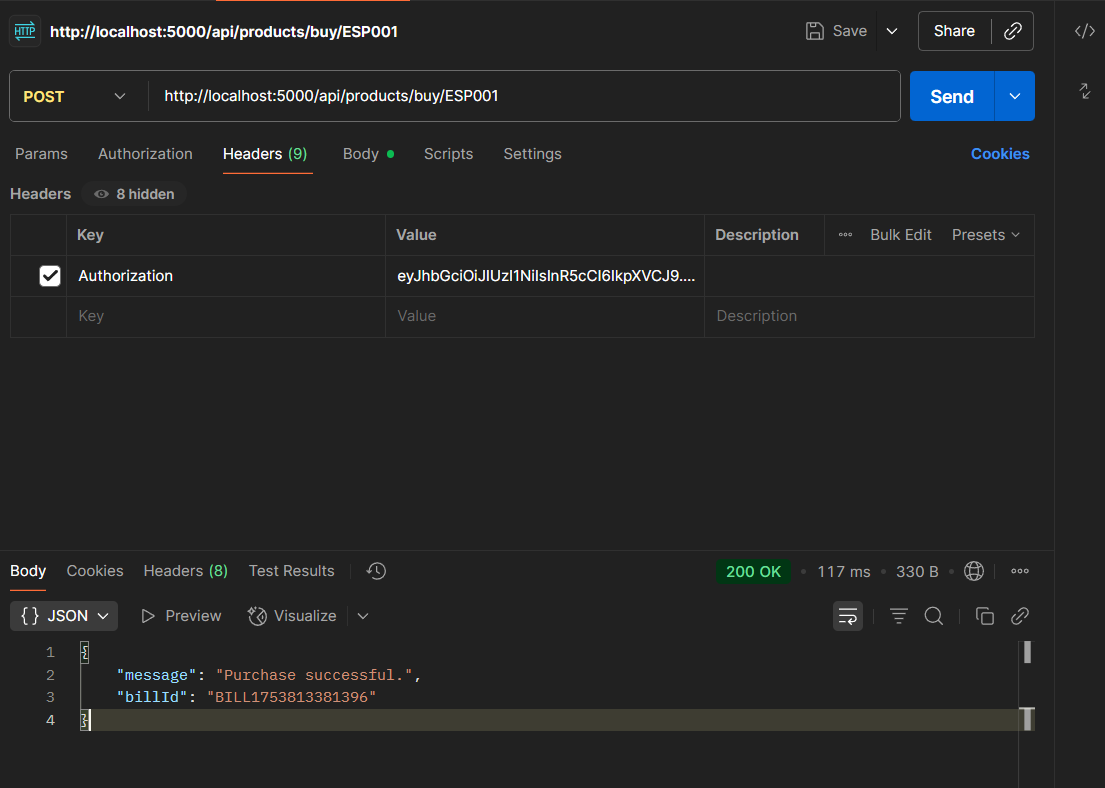 HTTP http://localhost:5000/api/products/buy/ESP001 Save Share </>
POST http://localhost:5000/api/products/buy/ESP001 Send
Params Authorization Headers (9) Body Scripts Settings Cookies
Headers 8 hidden
Key Value Description Bulk Edit Presets
Authorization eyJhbGciOiJIUzI1NiIsInR5cCI6IkpXVCJ9....
Key Value Description
Body Cookies Headers (8) Test Results 200 OK • 117 ms • 330 B •
{} JSON Preview Visualize
1 {
2 "message": "Purchase successful.",
3 "billId": "BILL1753813381396"
4 }